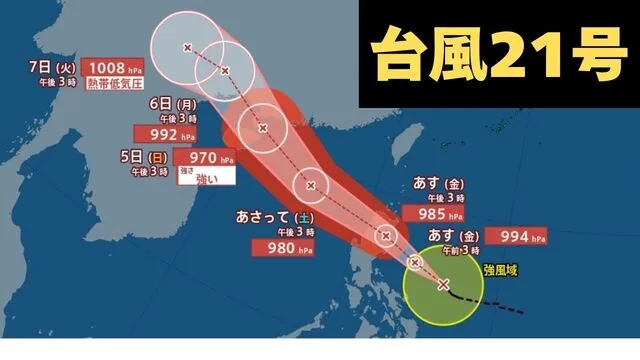 台風21号
7日(火)
午後3時
1008 hPa
熱帯低気圧
6日(月)
午後3時
992 hPa
5日(日)
午後3時
970 hPa
強さ
強い
あさって(土)
午後3時
980 hPa
あす(金)
午後3時
985 hPa
あす(金)
午前3時
994 hPa
強風域